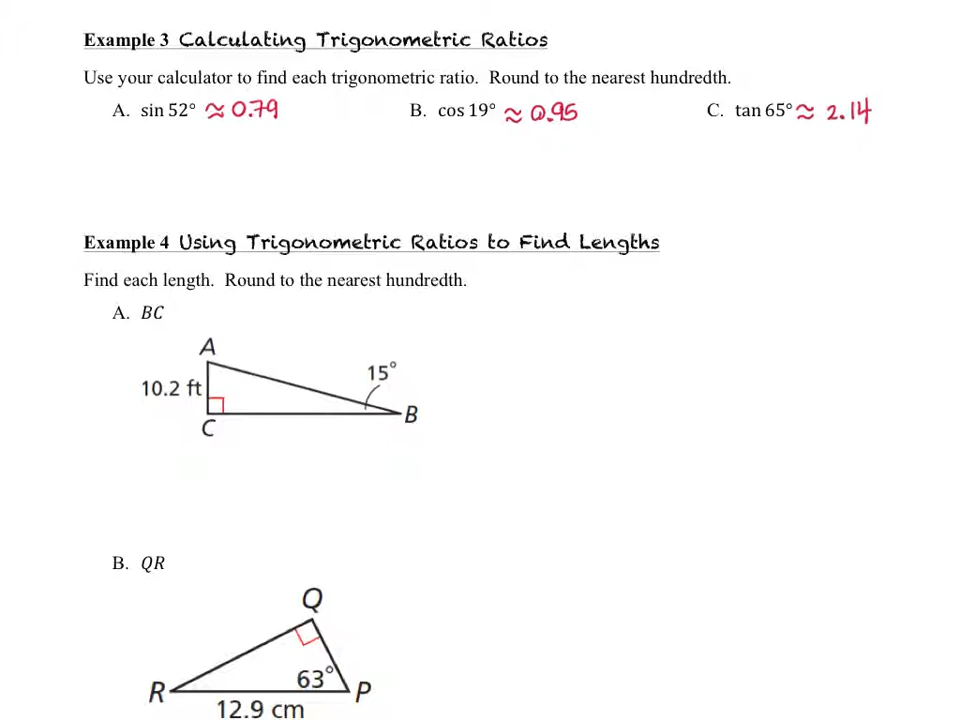 Example 3 Calculating Trigonometric Ratios
Use your calculator to find each trigonometric ratio. Round to the nearest hundredth.
A. sin 52° ≈ 0.79 B. cos 19° ≈ 0.95 C. tan 65° ≈ 2.14
Example 4 Using Trigonometric Ratios to Find Lengths
Find each length. Round to the nearest hundredth.
A. BC
A
15°
10.2 ft
B
C
B. QR
Q
63°
R P
12.9 cm